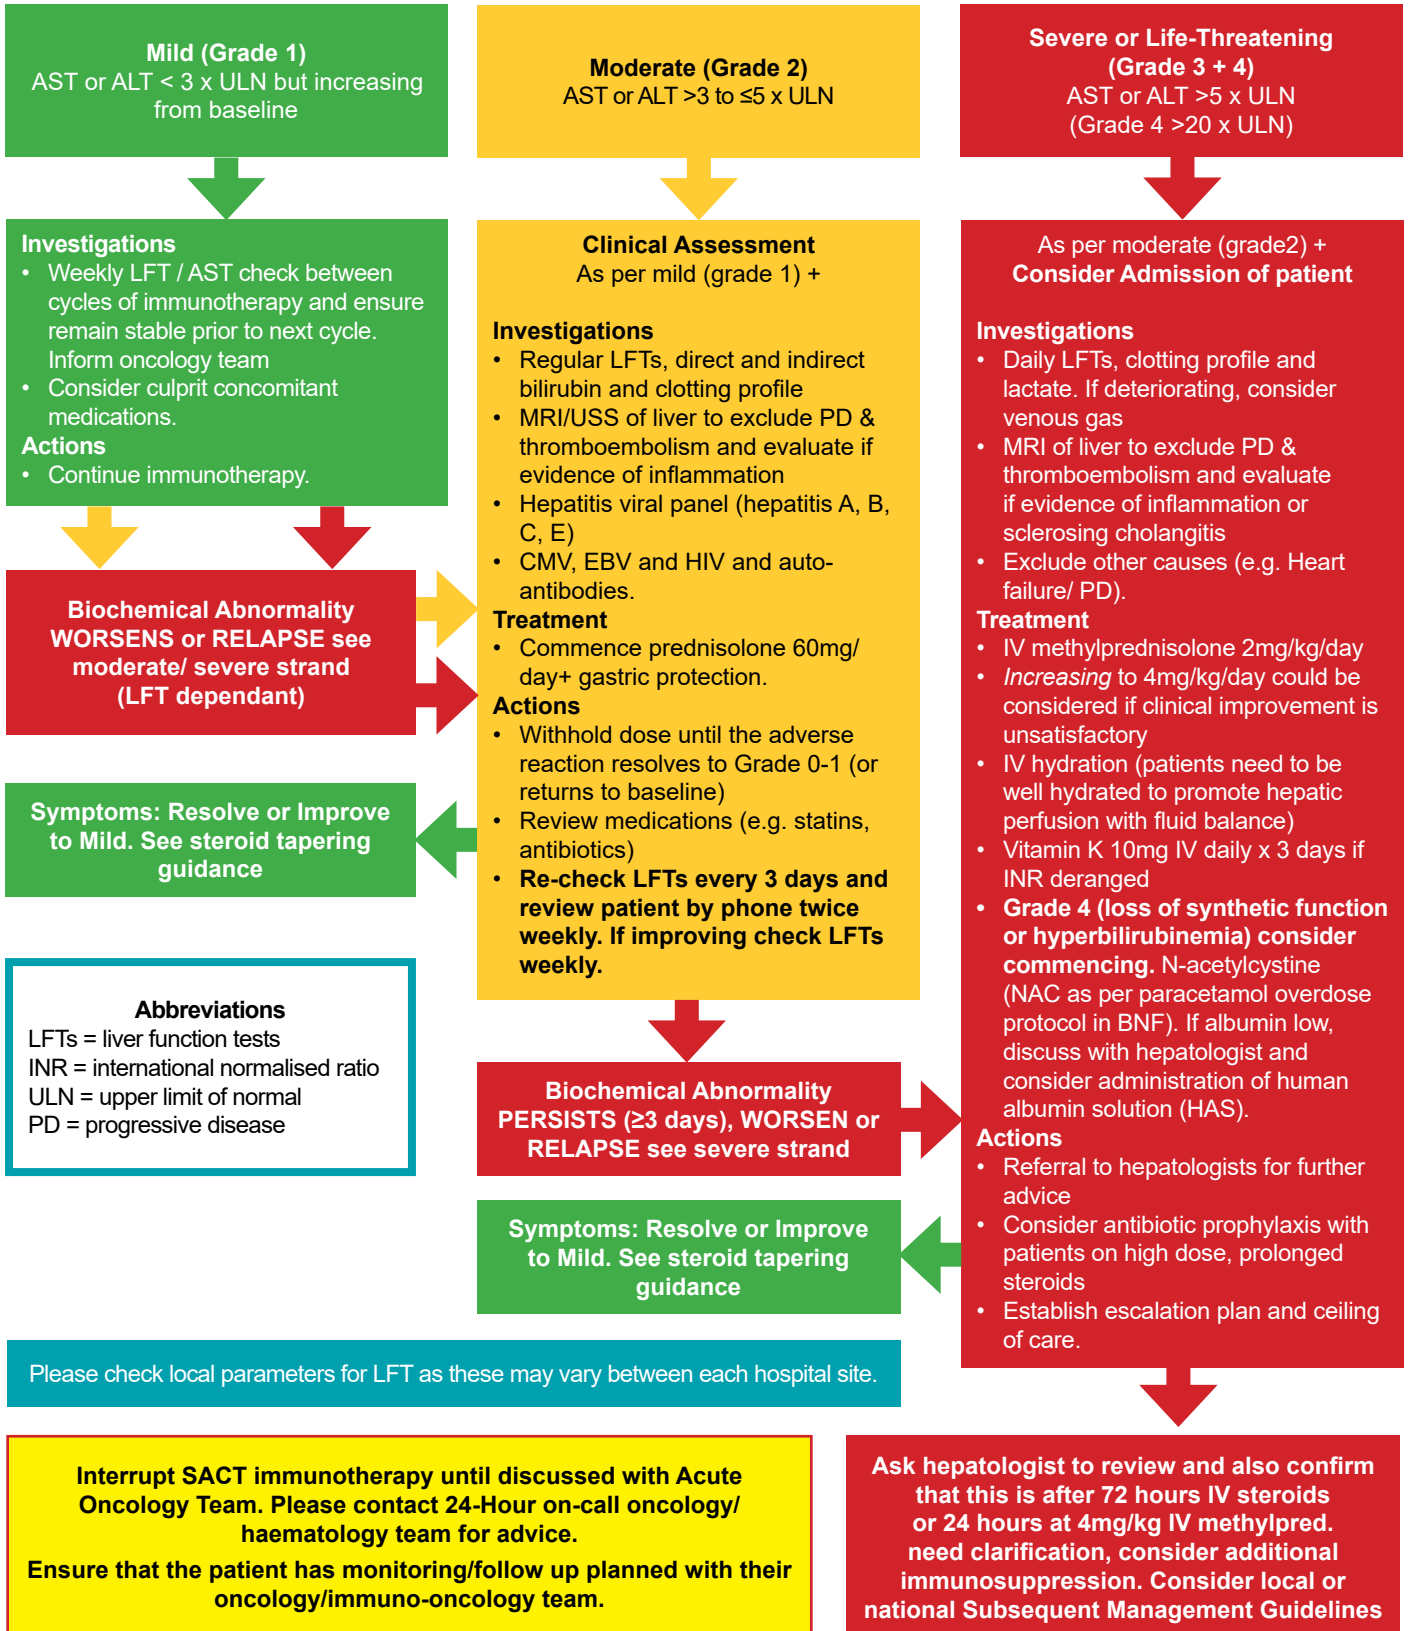 Mild (Grade 1)
AST or ALT < 3 x ULN but increasing
from baseline
Investigations
• Weekly LFT / AST check between
cycles of immunotherapy and ensure
remain stable prior to next cycle.
Inform oncology team
• Consider culprit concomitant
medications.
Actions
• Continue immunotherapy.
Biochemical Abnormality
WORSENS or RELAPSE see
moderate/ severe strand
(LFT dependant)
Symptoms: Resolve or Improve
to Mild. See steroid tapering
guidance
Abbreviations
LFTs = liver function tests
INR = international normalised ratio
ULN = upper limit of normal
PD = progressive disease
Moderate (Grade 2)
AST or ALT >3 to ≤5 x ULN
Clinical Assessment
As per mild (grade 1) +
Investigations
• Regular LFTs, direct and indirect
bilirubin and clotting profile
• MRI/USS of liver to exclude PD &
thromboembolism and evaluate if
evidence of inflammation
• Hepatitis viral panel (hepatitis A, B,
C, E)
• CMV, EBV and HIV and auto-
antibodies.
Treatment
• Commence prednisolone 60mg/
day+ gastric protection.
Actions
• Withhold dose until the adverse
reaction resolves to Grade 0-1 (or
returns to baseline)
• Review medications (e.g. statins,
antibiotics)
• Re-check LFTs every 3 days and
review patient by phone twice
weekly. If improving check LFTs
weekly.
Biochemical Abnormality
PERSISTS (≥3 days), WORSEN or
RELAPSE see severe strand
Symptoms: Resolve or Improve
to Mild. See steroid tapering
guidance
Severe or Life-Threatening
(Grade 3 + 4)
AST or ALT >5 x ULN
(Grade 4 >20 x ULN)
As per moderate (grade2) +
Consider Admission of patient
Investigations
• Daily LFTs, clotting profile and
lactate. If deteriorating, consider
venous gas
• MRI of liver to exclude PD &
thromboembolism and evaluate
if evidence of inflammation or
sclerosing cholangitis
• Exclude other causes (e.g. Heart
failure/ PD).
Treatment
• IV methylprednisolone 2mg/kg/day
• Increasing to 4mg/kg/day could be
considered if clinical improvement is
unsatisfactory
• IV hydration (patients need to be
well hydrated to promote hepatic
perfusion with fluid balance)
• Vitamin K 10mg IV daily x 3 days if
INR deranged
• Grade 4 (loss of synthetic function
or hyperbilirubinemia) consider
commencing. N-acetylcystine
(NAC as per paracetamol overdose
protocol in BNF). If albumin low,
discuss with hepatologist and
consider administration of human
albumin solution (HAS).
Actions
• Referral to hepatologists for further
advice
• Consider antibiotic prophylaxis with
patients on high dose, prolonged
steroids
• Establish escalation plan and ceiling
of care.
Please check local parameters for LFT as these may vary between each hospital site.
Interrupt SACT immunotherapy until discussed with Acute
Oncology Team. Please contact 24-Hour on-call oncology/
haematology team for advice.
Ensure that the patient has monitoring/follow up planned with their
oncology/immuno-oncology team.
Ask hepatologist to review and also confirm
that this is after 72 hours IV steroids
or 24 hours at 4mg/kg IV methylpred.
need clarification, consider additional
immunosuppression. Consider local or
national Subsequent Management Guidelines